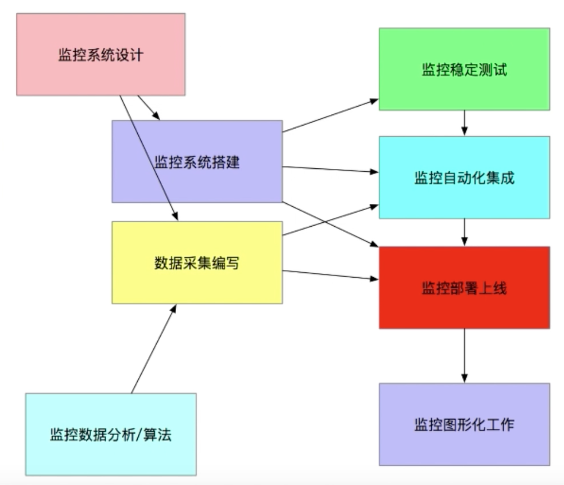 监控系统设计
监控稳定测试
监控系统搭建
监控自动化集成
数据采集编写
监控部署上线
监控数据分析/算法
监控图形化工作